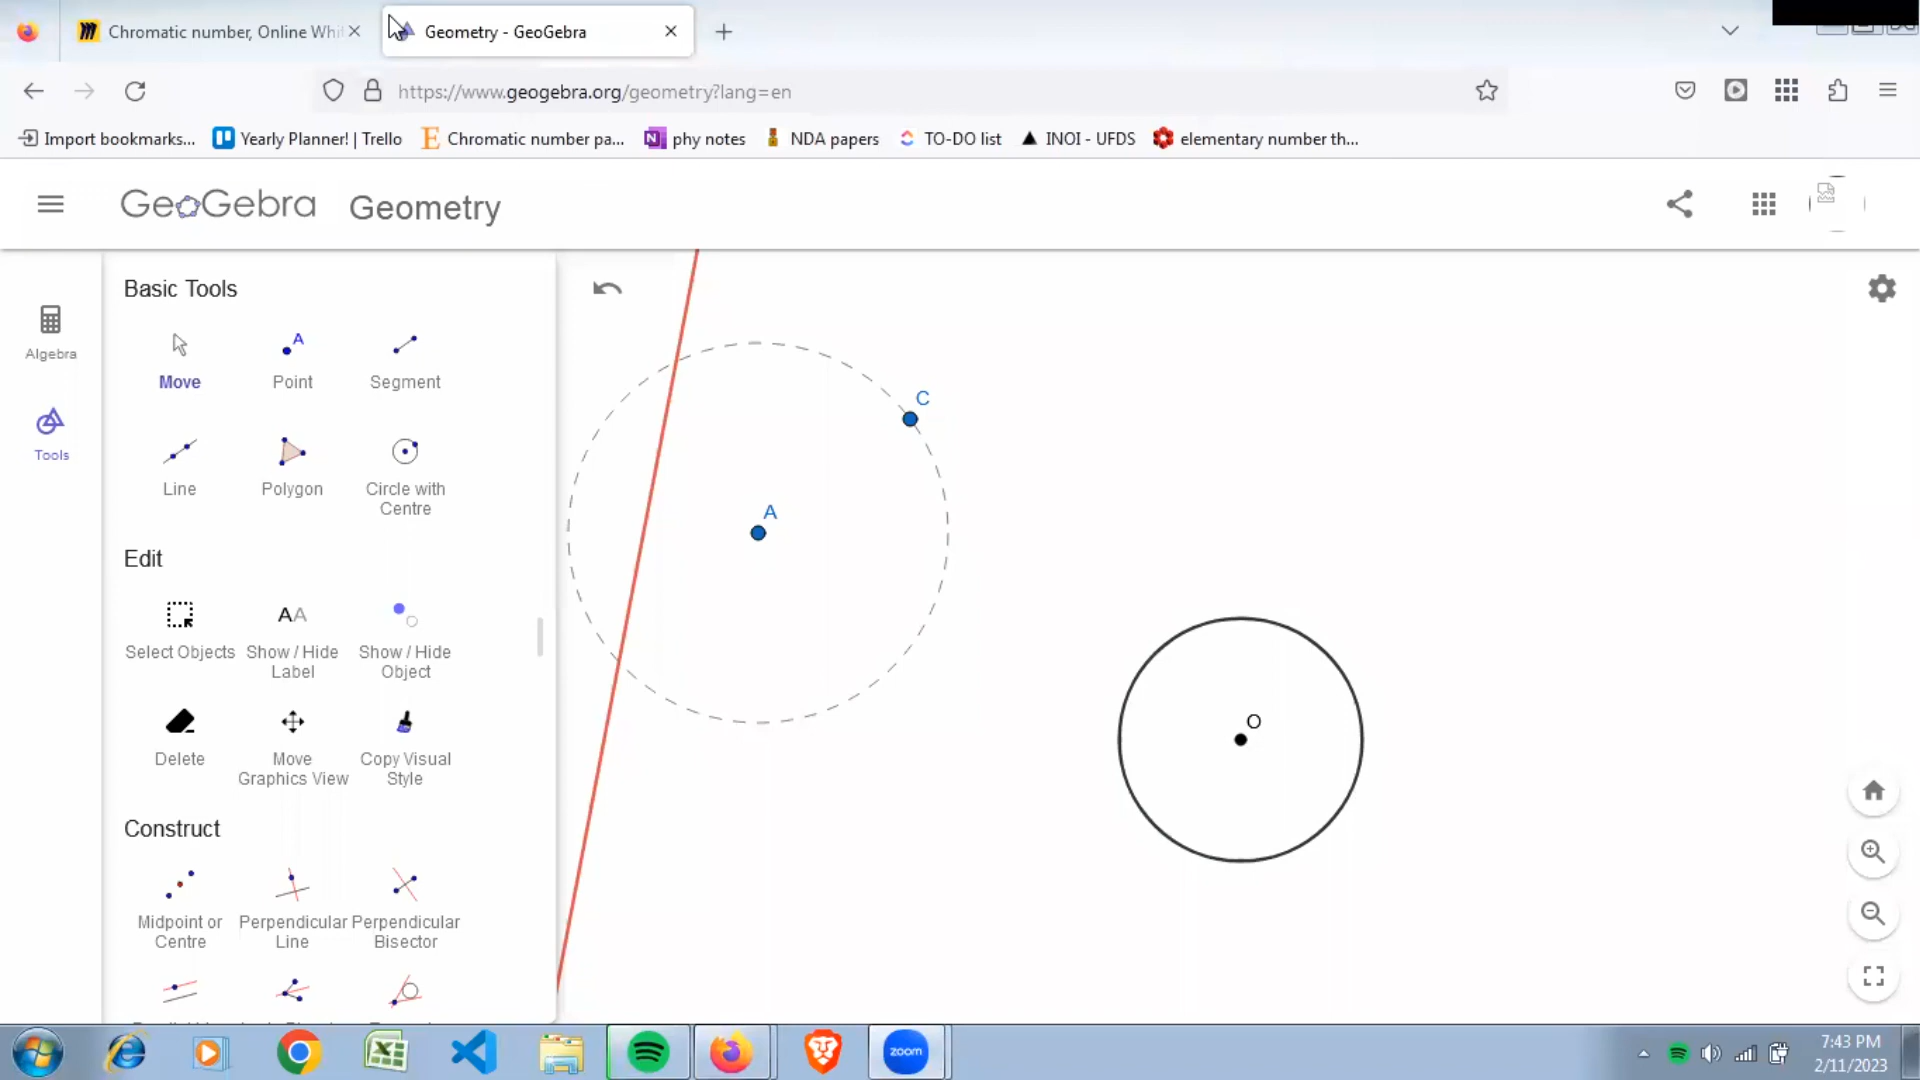 Chromatic number, Online Whi
Geometry - GeoGebra
https://www.geogebra.org/geometry?lang=en
Import bookmarks... Yearly Planner! | Trello Chromatic number pa... phy notes NDA papers TO-DO list INOI - UFDS elementary number th...
GeoGebra Geometry
Algebra
Tools
Basic Tools
Move Point Segment
Line Polygon Circle with Centre
Edit
Select Objects Show / Hide Label Show / Hide Object
Delete Move Graphics View Copy Visual Style
Construct
Midpoint or Centre Perpendicular Line Perpendicular Bisector
C
A
O
zoom
7:43 PM
2/11/2023